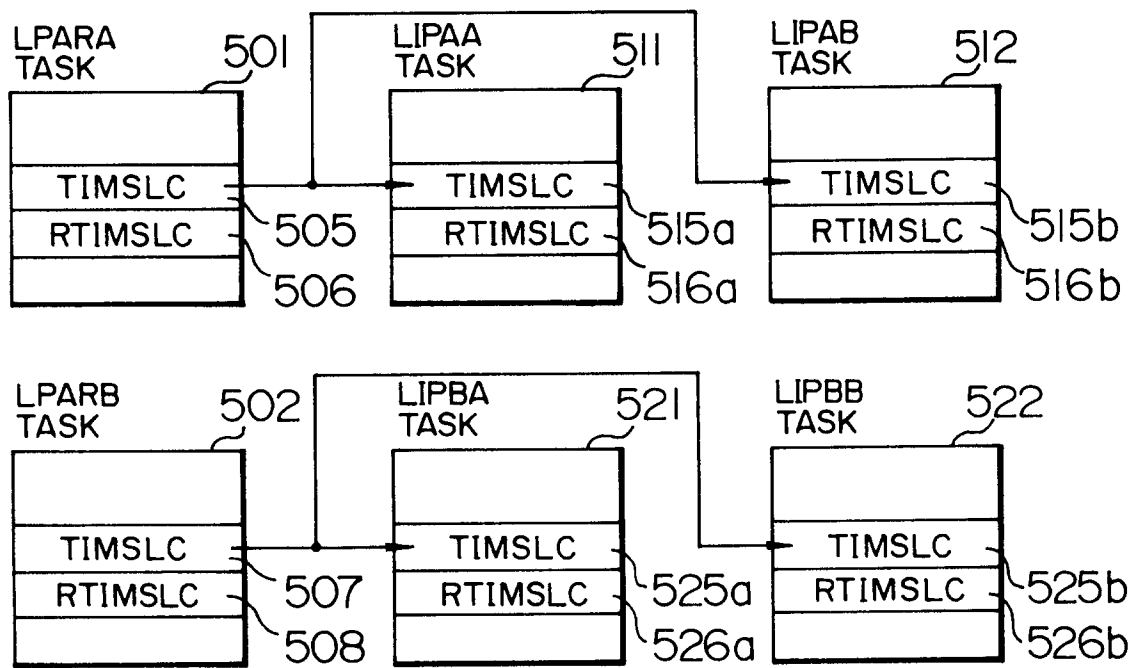 LPARA
TASK
501
TIMSLC
505
RTIMSLC
506
LIPAA
TASK
511
TIMSLC
515a
RTIMSLC
516a
LIPAB
TASK
512
TIMSLC
515b
RTIMSLC
516b
LPARB
TASK
502
TIMSLC
507
RTIMSLC
508
LIPBA
TASK
521
TIMSLC
525a
RTIMSLC
526a
LIPBB
TASK
522
TIMSLC
525b
RTIMSLC
526b